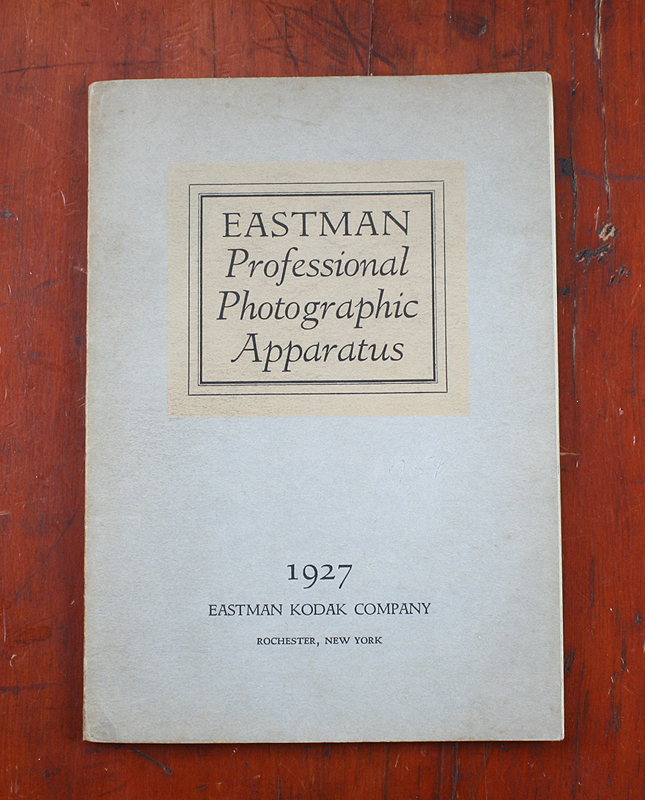 EASTMAN
Professional
Photographic
Apparatus
1927
EASTMAN KODAK COMPANY
ROCHESTER, NEW YORK